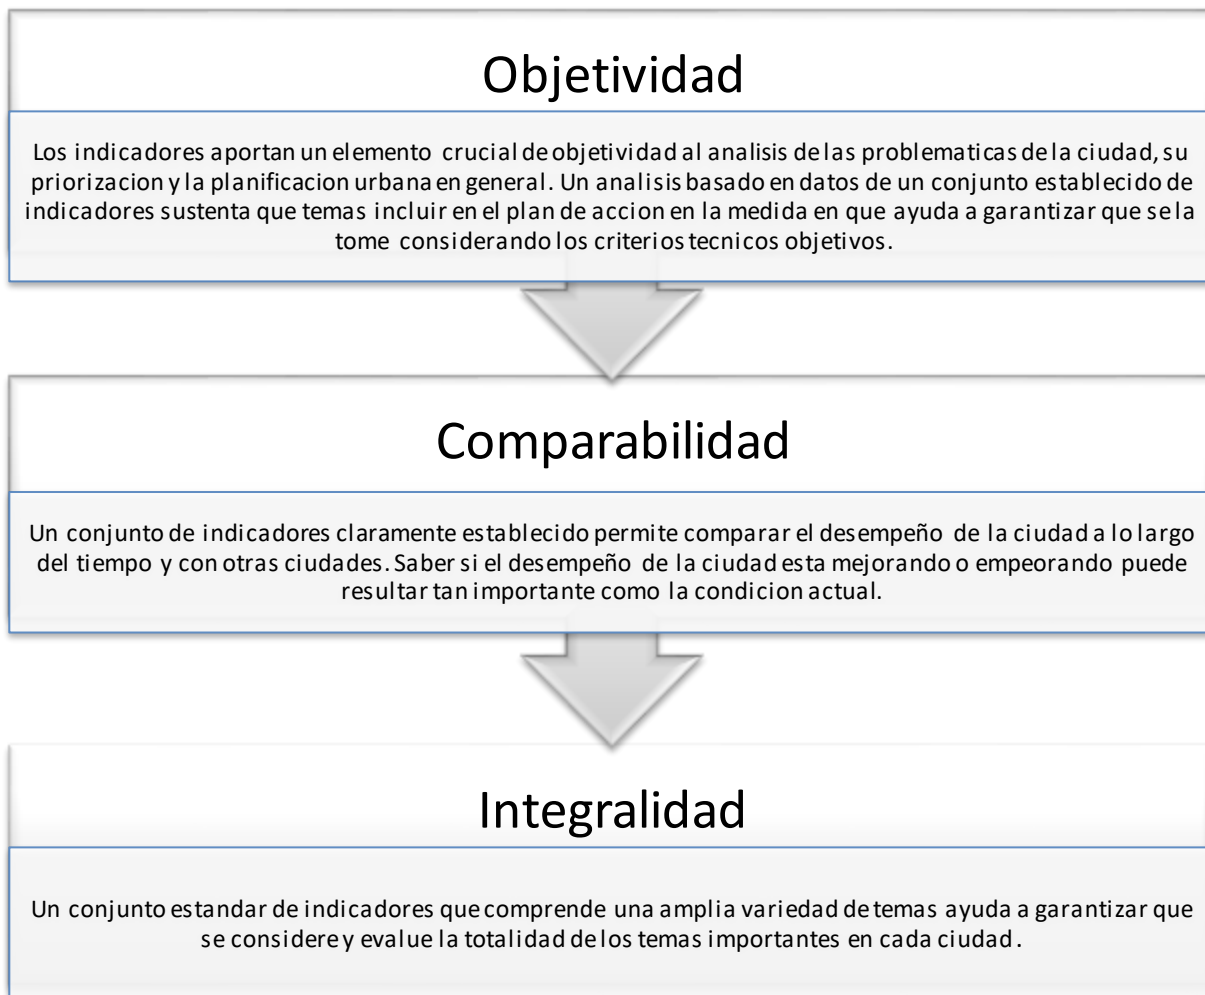 Objetividad
Los indicadores aportan un elemento crucial de objetividad al analisis de las problematicas de la ciudad, su
priorizacion y la planificacion urbana en general. Un analisis basado en datos de un conjunto establecido de
indicadores sustenta que temas incluir en el plan de accion en la medida en que ayuda a garantizar que se la
tome considerando los criterios tecnicos objetivos.
Comparabilidad
Un conjunto de indicadores claramente establecido permite comparar el desempeño de la ciudad a lo largo
del tiempo y con otras ciudades. Saber si el desempeño de la ciudad esta mejorando o empeorando puede
resultar tan importante como la condicion actual.
Integralidad
Un conjunto estandar de indicadores que comprende una amplia variedad de temas ayuda a garantizar que
se considere y evalue la totalidad de los temas importantes en cada ciudad.